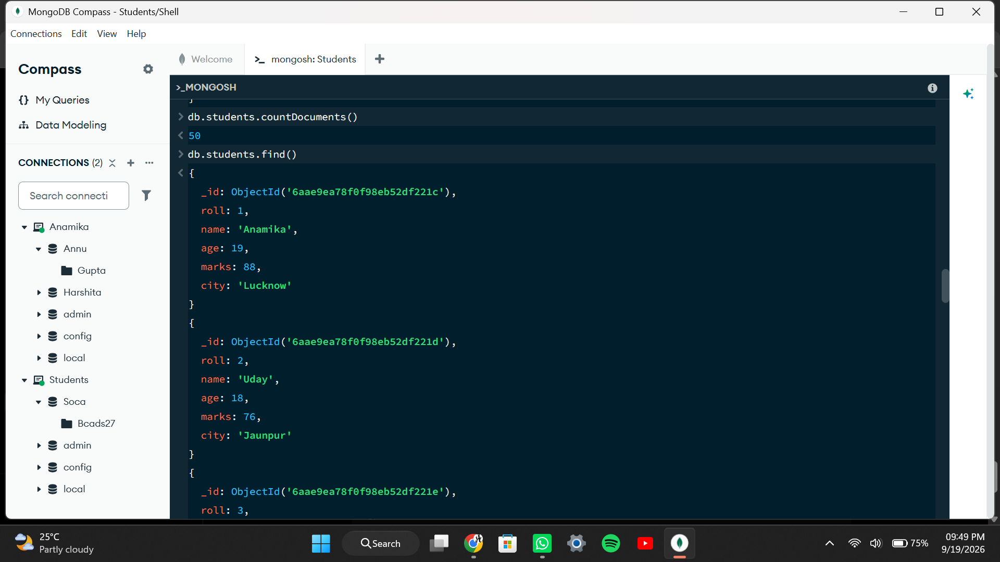 MongoDB Compass - Students/Shell
Connections Edit View Help
Compass
My Queries
Data Modeling
CONNECTIONS (2)
Search connecti
Anamika
Annu
Gupta
Harshita
admin
config
local
Students
Soca
Bcads27
admin
config
local
Welcome
>_ mongosh: Students
>_MONGOSH
> db.students.countDocuments()
< 50
> db.students.find()
< {
_id: ObjectId('6aae9ea78f0f98eb52df221c'),
roll: 1,
name: 'Anamika',
age: 19,
marks: 88,
city: 'Lucknow'
}
{
_id: ObjectId('6aae9ea78f0f98eb52df221d'),
roll: 2,
name: 'Uday',
age: 18,
marks: 76,
city: 'Jaunpur'
}
{
_id: ObjectId('6aae9ea78f0f98eb52df221e'),
roll: 3,
25°C
Partly cloudy
Search
75%
09:49 PM
9/19/2026